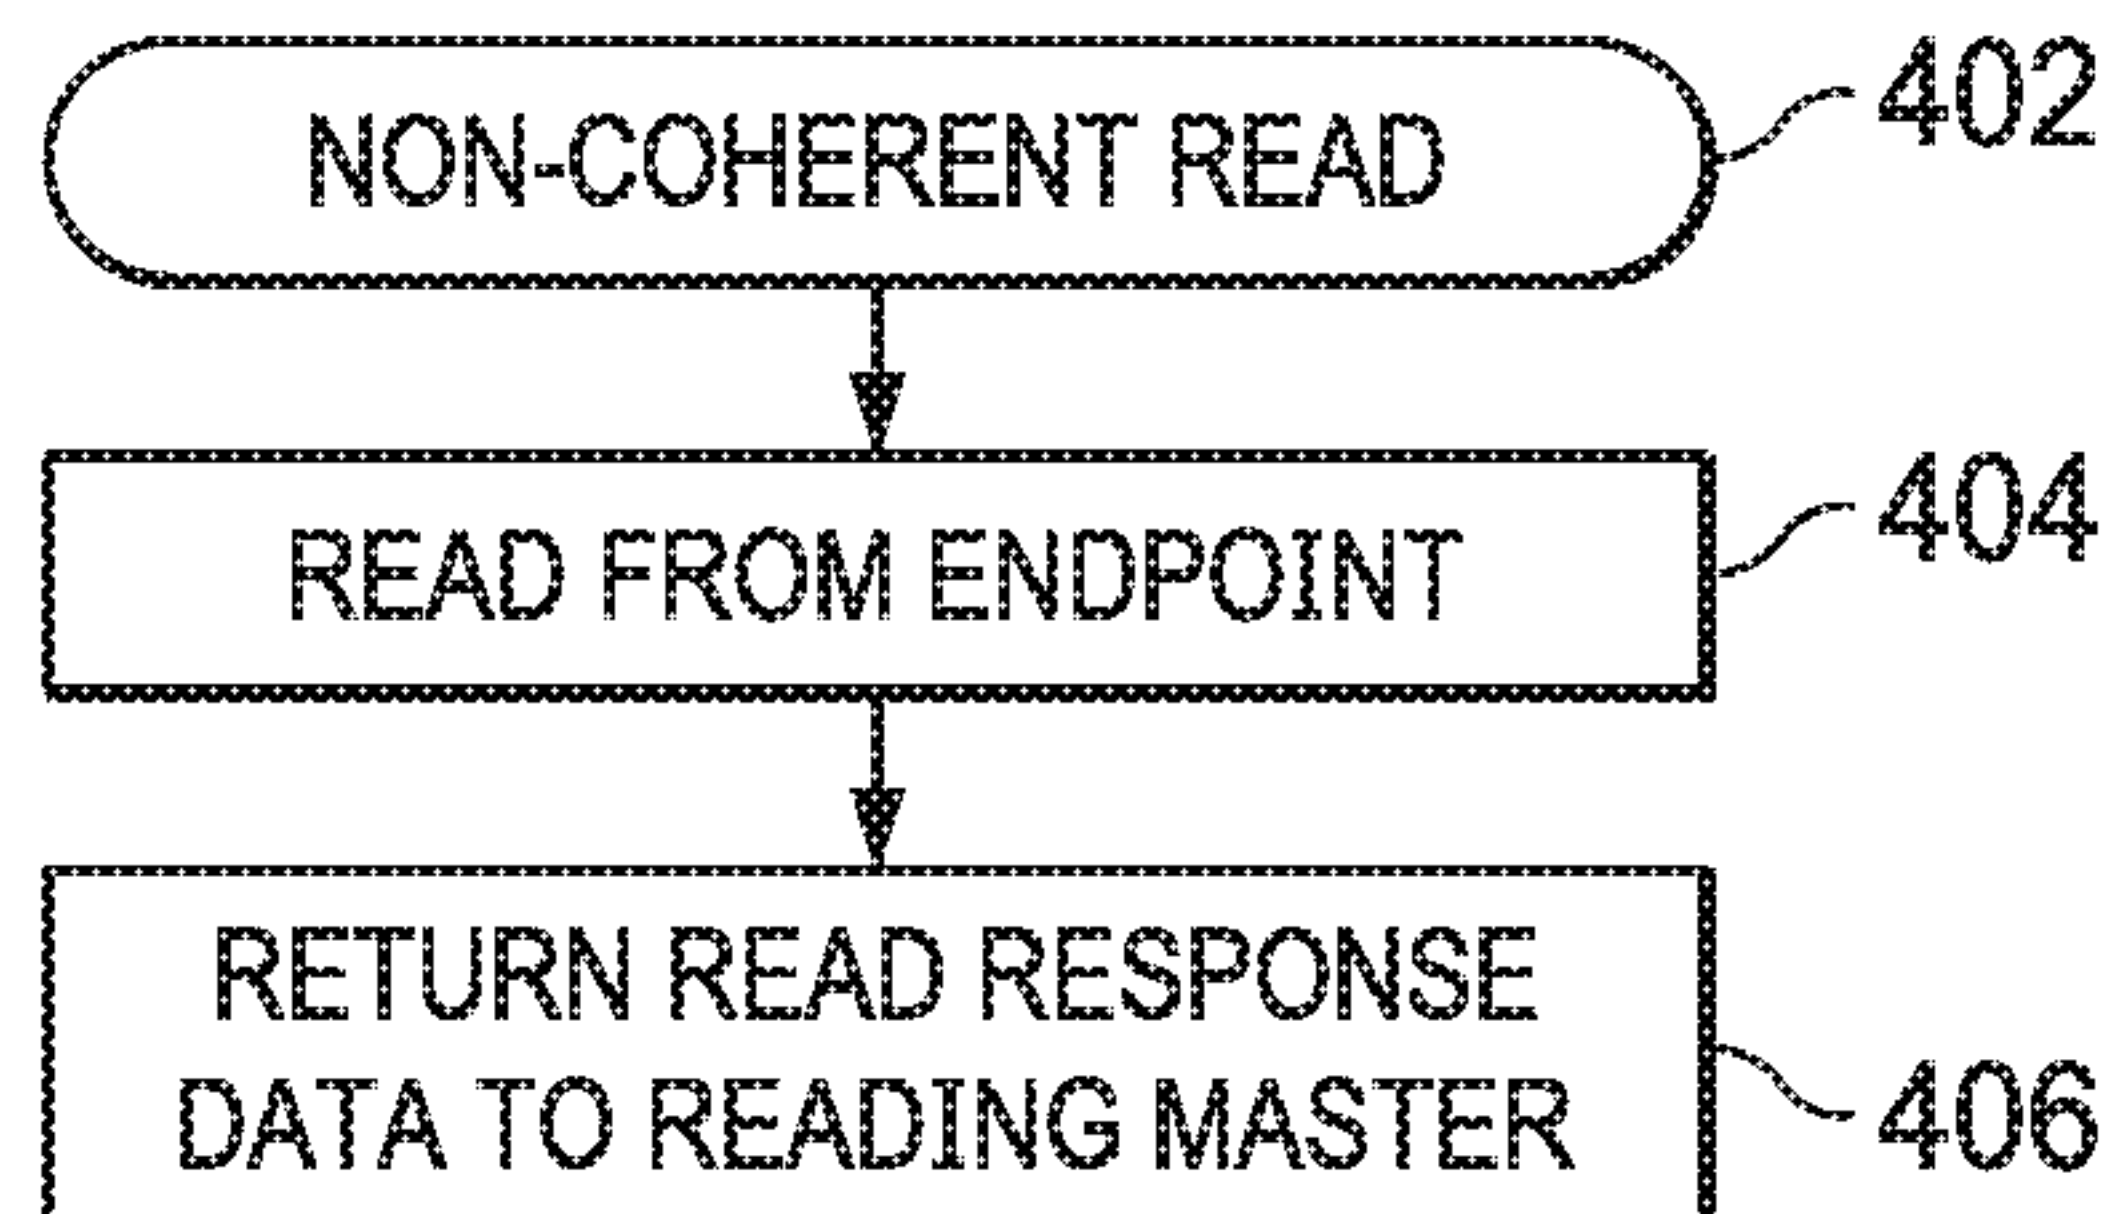 NON-COHERENT READ
402
READ FROM ENDPOINT
404
RETURN READ RESPONSE
DATA TO READING MASTER
406